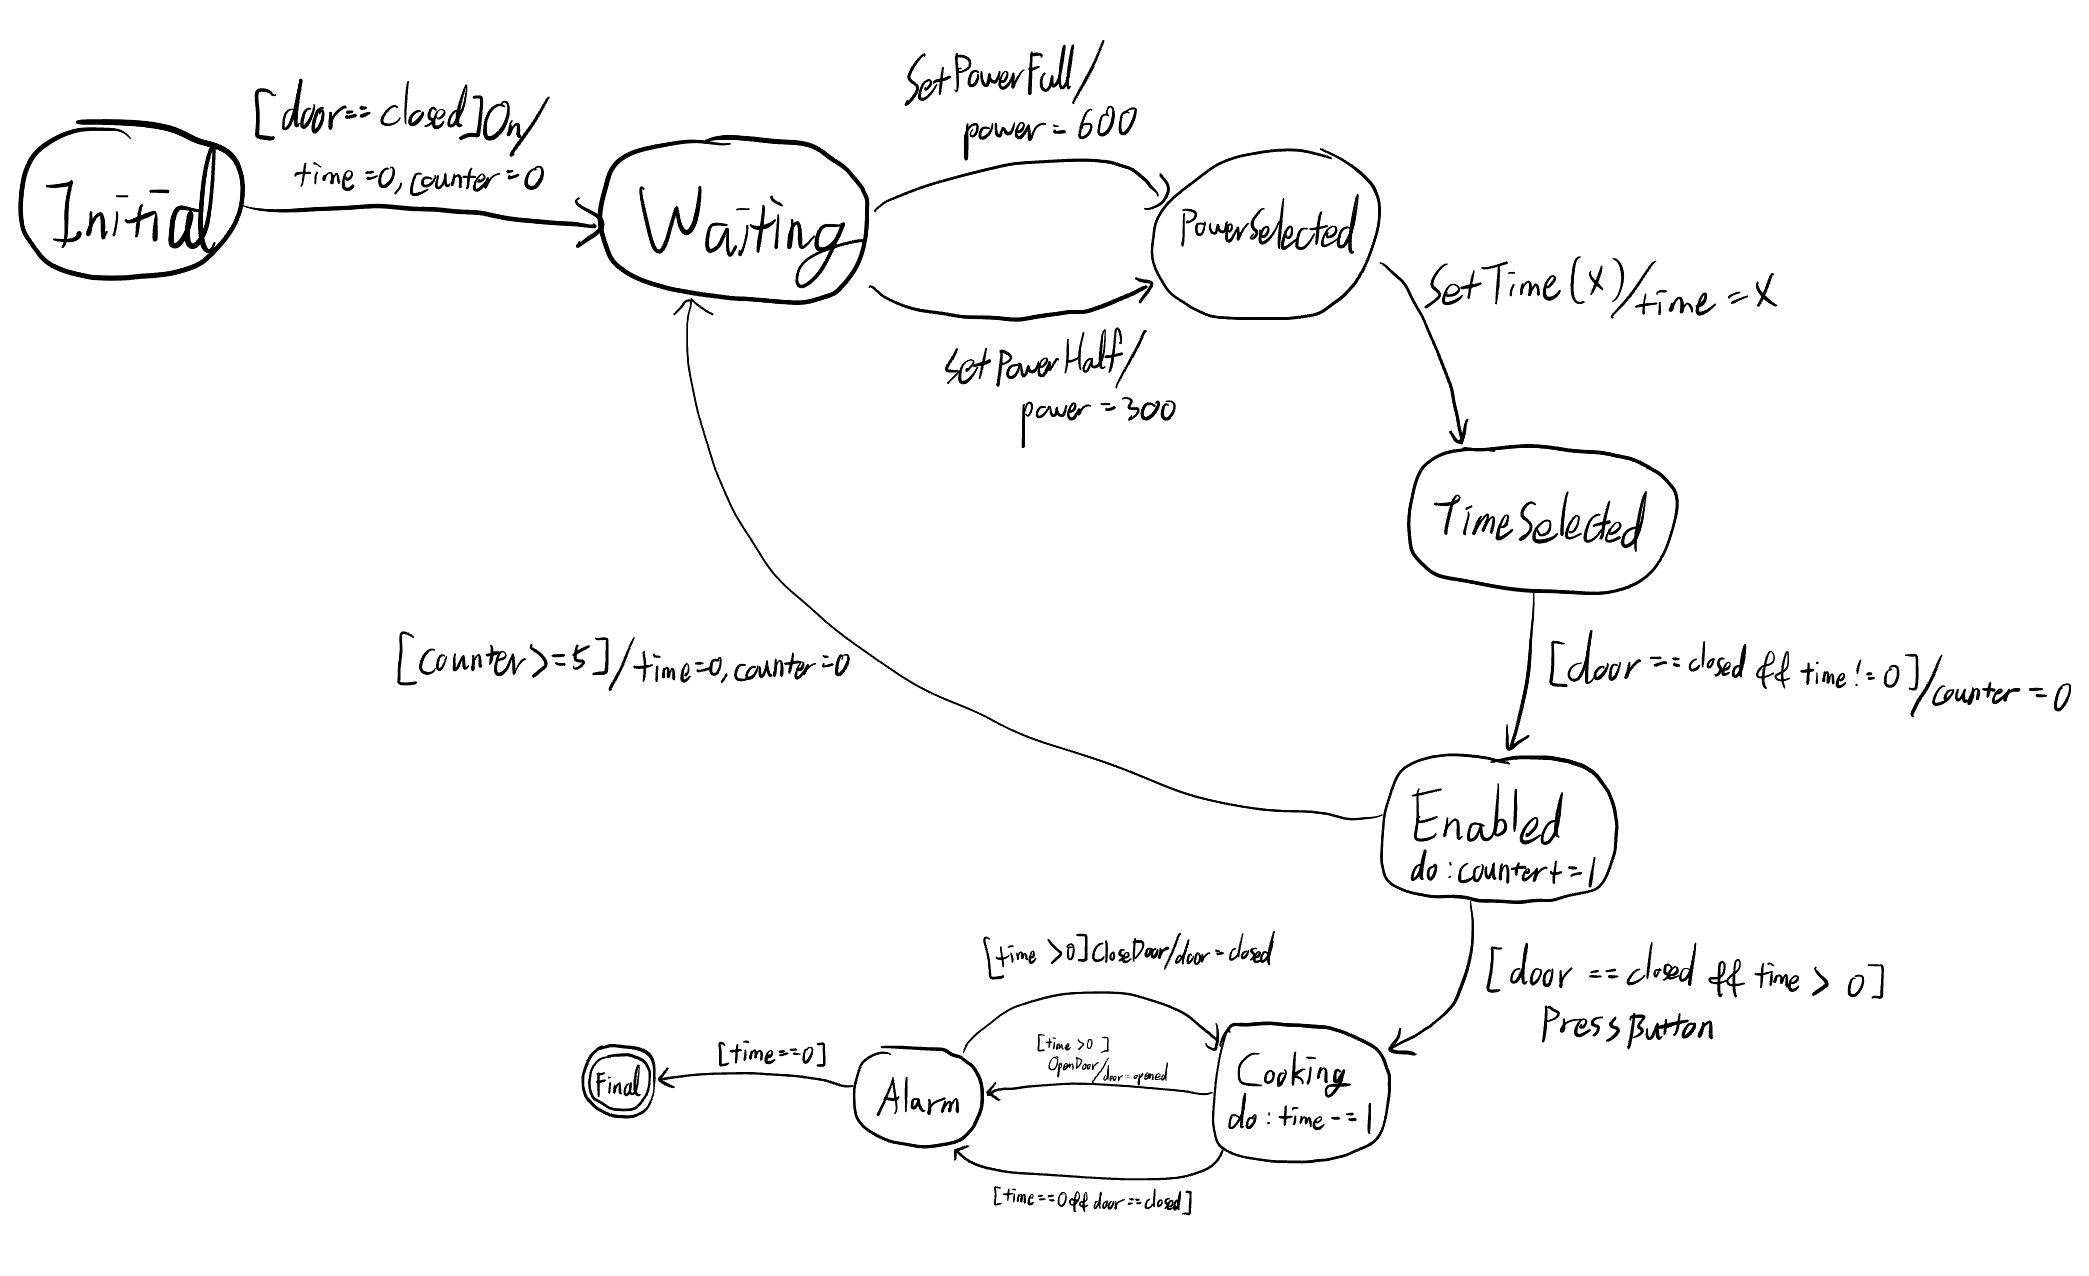 SetPowerFull/
power=600
[door==closed]On/
time=0, counter=0
Initial
Waiting
PowerSelected
SetTime(x)/time=x
SetPowerHalf/
power=300
TimeSelected
[counter>=5]/time=0, counter=0
[door==closed && time!=0]/counter=0
Enabled
do:counter+=1
[time>0]CloseDoor/door=closed
[door==closed && time>0]
PressButton
[time==0]
[time>0]
OpenDoor/door=opened
Final
Alarm
Cooking
do:time-=1
[time==0&&door==closed]